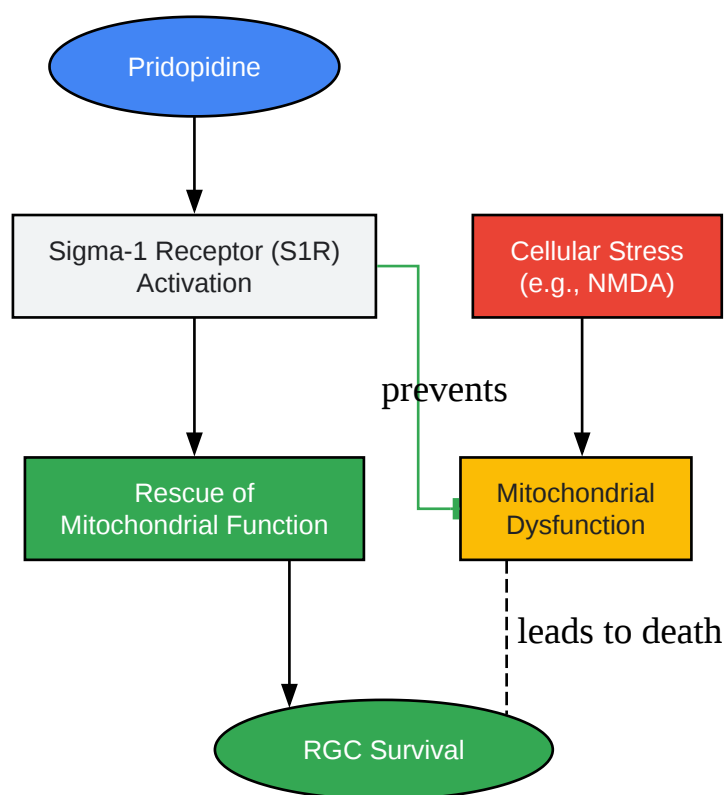 Pridopidine
Sigma-1 Receptor (S1R)
Activation
Cellular Stress
(e.g., NMDA)
prevents
Rescue of
Mitochondrial Function
Mitochondrial
Dysfunction
leads to death
RGC Survival